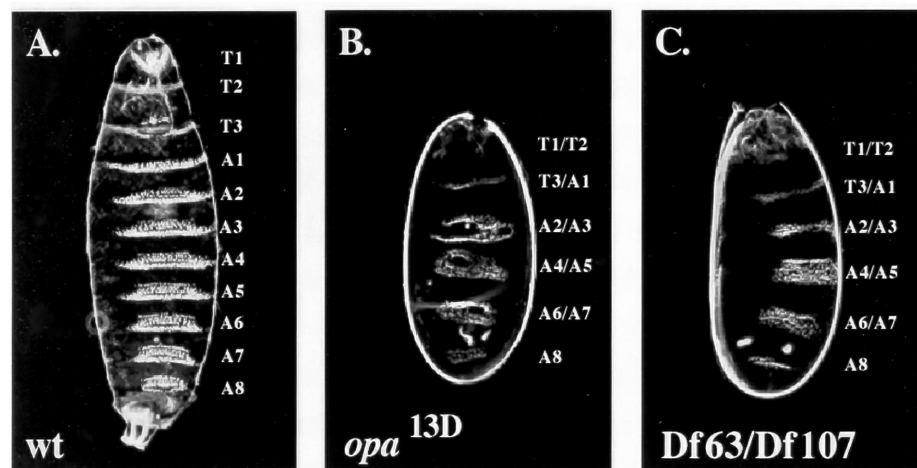 A.
T1
T2
T3
A1
A2
A3
A4
A5
A6
A7
A8
wt
B.
T1/T2
T3/A1
A2/A3
A4/A5
A6/A7
A8
opa 13D
C.
T1/T2
T3/A1
A2/A3
A4/A5
A6/A7
A8
Df63/Df107